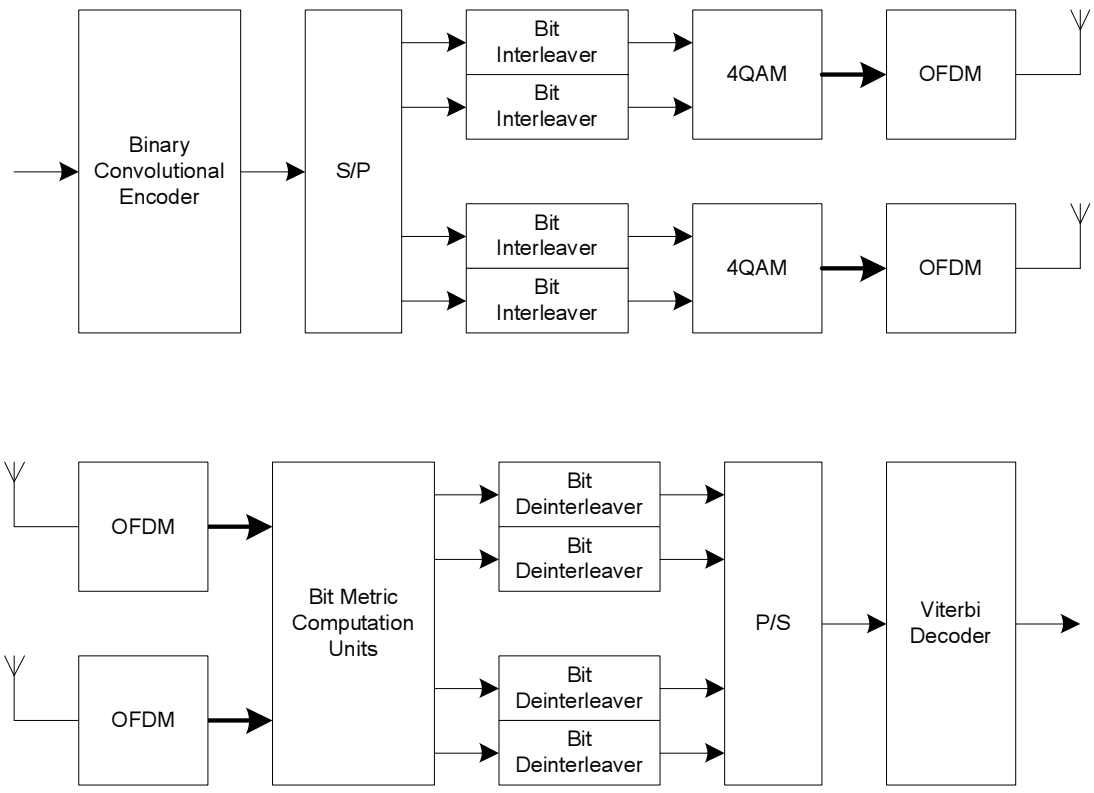 Binary
Convolutional
Encoder
S/P
Bit
Interleaver
Bit
Interleaver
4QAM
OFDM
Bit
Interleaver
Bit
Interleaver
4QAM
OFDM
OFDM
OFDM
Bit Metric
Computation
Units
Bit
Deinterleaver
Bit
Deinterleaver
Bit
Deinterleaver
Bit
Deinterleaver
P/S
Viterbi
Decoder